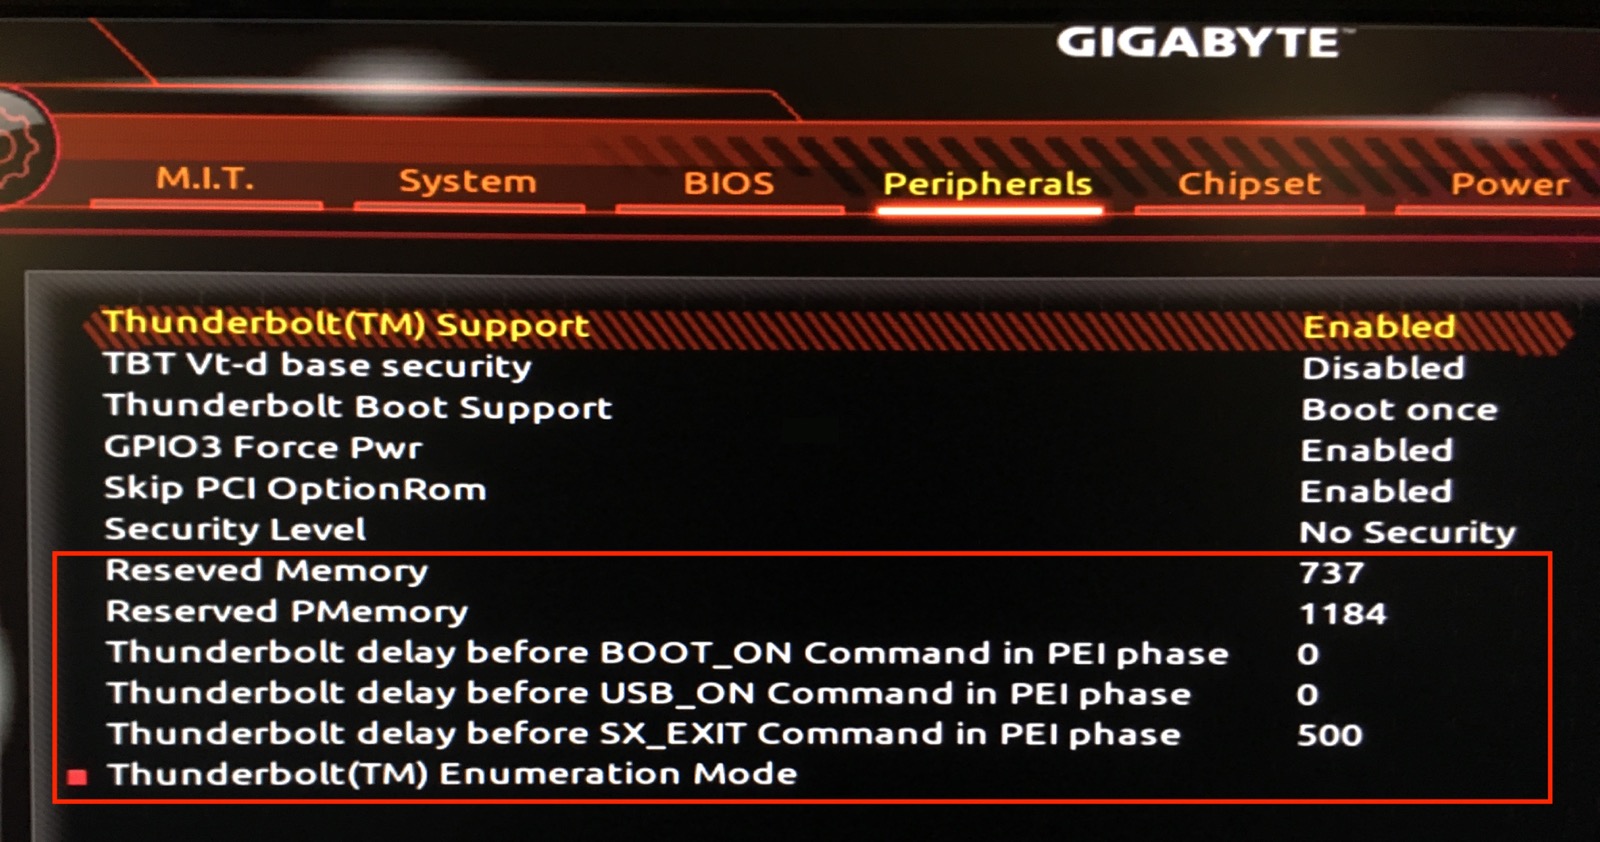 GIGABYTE™
M.I.T. System BIOS Peripherals Chipset Power
Thunderbolt(TM) Support Enabled
TBT Vt-d base security Disabled
Thunderbolt Boot Support Boot once
GPIO3 Force Pwr Enabled
Skip PCI OptionRom Enabled
Security Level No Security
Reseved Memory 737
Reserved PMemory 1184
Thunderbolt delay before BOOT_ON Command in PEI phase 0
Thunderbolt delay before USB_ON Command in PEI phase 0
Thunderbolt delay before SX_EXIT Command in PEI phase 500
Thunderbolt(TM) Enumeration Mode